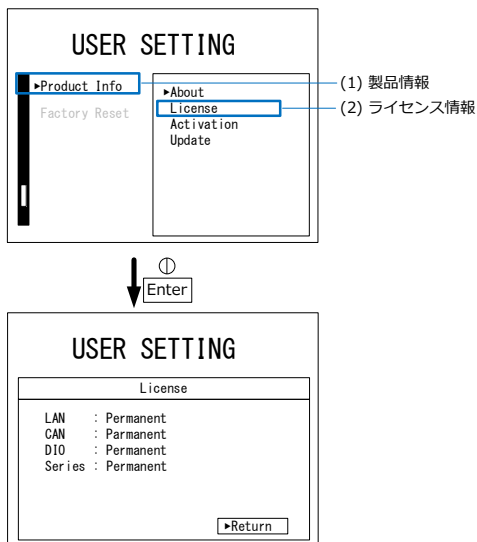 USER SETTING
▶Product Info
Factory Reset
▶About
License
Activation
Update
(1) 製品情報
(2) ライセンス情報
Enter
USER SETTING
License
LAN : Permanent
CAN : Parmanent
DIO : Permanent
Series : Permanent
▶Return